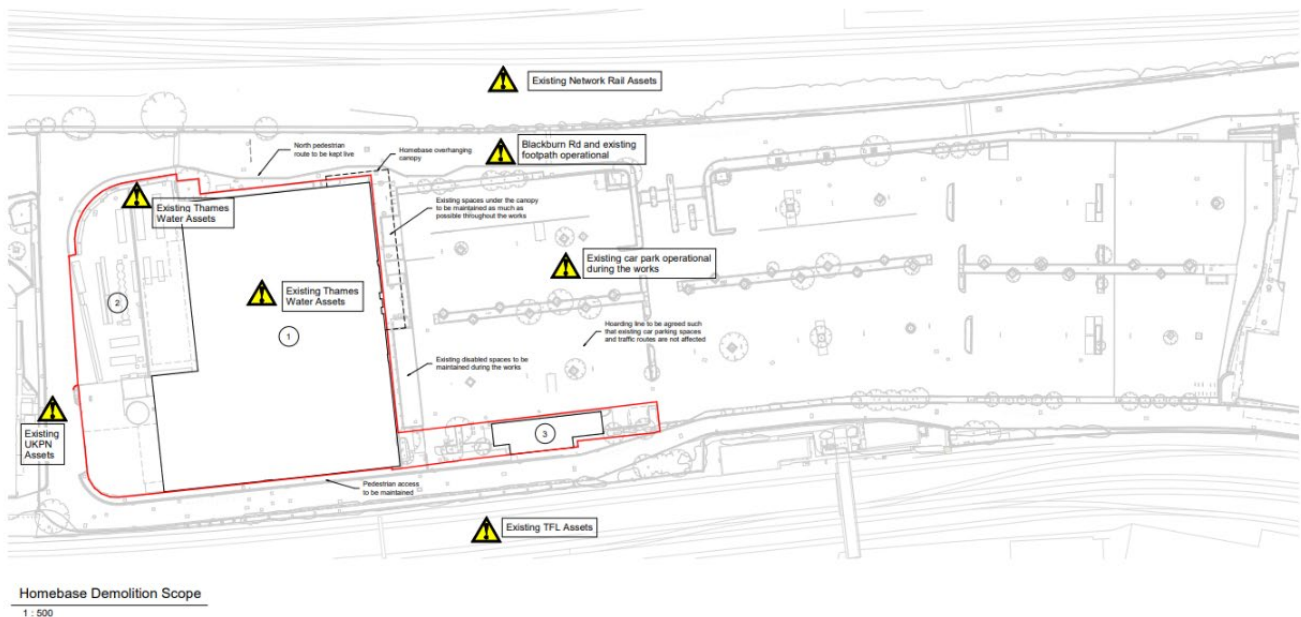 Existing Network Rail Assets
North pedestrian
route to be kept live
Homebase overhanging
canopy
Blackburn Rd and existing
footpath operational
Existing Thames
Water Assets
Existing spaces under the canopy
to be maintained as much as
possible throughout the works
Existing car park operational
during the works
2
Existing Thames
Water Assets
1
Hoarding line to be agreed such
that existing car parking spaces
and traffic routes are not affected
Existing disabled spaces to be
maintained during the works
Existing
UKPN
Assets
3
Pedestrian access
to be maintained
Existing TFL Assets
Homebase Demolition Scope
1 : 500